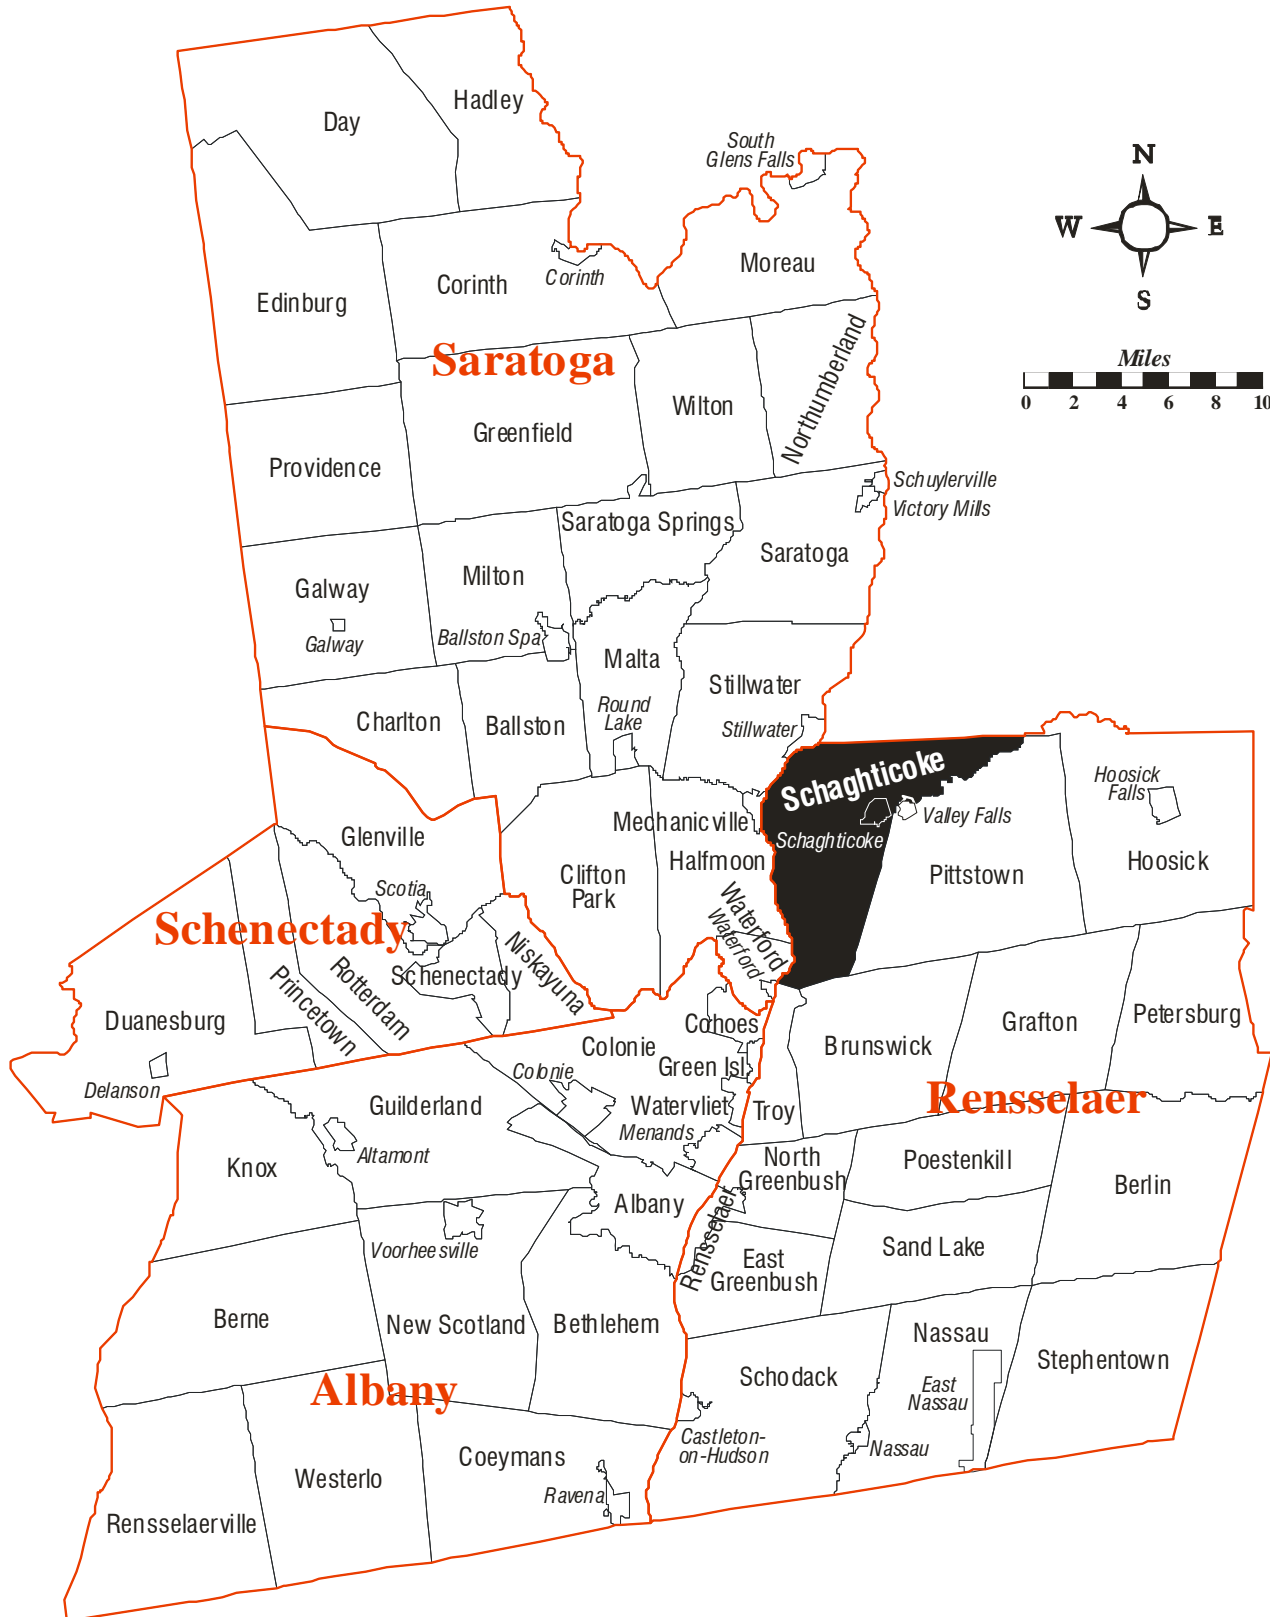 Hadley
Day
South
Glens Falls
N
W
E
S
Moreau
Corinth
Corinth
Edinburg
Northumberland
Saratoga
Miles
0 2 4 6 8 10
Wilton
Greenfield
Providence
Schuylerville
Victory Mills
Saratoga Springs
Saratoga
Milton
Galway
Galway
Ballston Spa
Malta
Stillwater
Round
Lake
Stillwater
Charlton
Ballston
Schaghticoke
Hoosick
Falls
Valley Falls
Schaghticoke
Mechanicville
Glenville
Halfmoon
Hoosick
Clifton
Park
Pittstown
Scotia
Waterford
Waterford
Schenectady
Niskayuna
Schenectady
Rotterdam
Princetown
Duanesburg
Cohoes
Grafton
Petersburg
Colonie
Brunswick
Green Isl
Colonie
Delanson
Rensselaer
Guilderland
Watervliet
Troy
Menands
Altamont
Knox
North
Greenbush
Poestenkill
Berlin
Albany
Rensselaer
Voorheesville
Sand Lake
East
Greenbush
Berne
New Scotland
Bethlehem
Nassau
Stephentown
Schodack
Albany
East
Nassau
Castleton-
on-Hudson
Nassau
Coeymans
Westerlo
Ravena
Rensselaerville